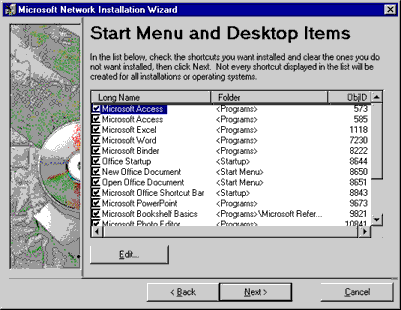 Microsoft Network Installation Wizard
Start Menu and Desktop Items
In the list below, check the shortcuts you want installed and clear the ones you do
not want installed, then click Next. Not every shortcut displayed in the list will be
created for all installations or operating systems.
Long Name Folder ObjID
Microsoft Access <Programs> 573
Microsoft Access <Programs> 585
Microsoft Excel <Programs> 1118
Microsoft Word <Programs> 7230
Microsoft Binder <Programs> 8222
Office Startup <Startup> 8644
New Office Document <Start Menu> 8650
Open Office Document <Start Menu> 8651
Microsoft Office Shortcut Bar <Startup> 8843
Microsoft PowerPoint <Programs> 9673
Microsoft Bookshelf Basics <Programs>\Microsoft Refer... 9821
Microsoft Photo Editor <Programs> 10841
Edit...
< Back Next > Cancel